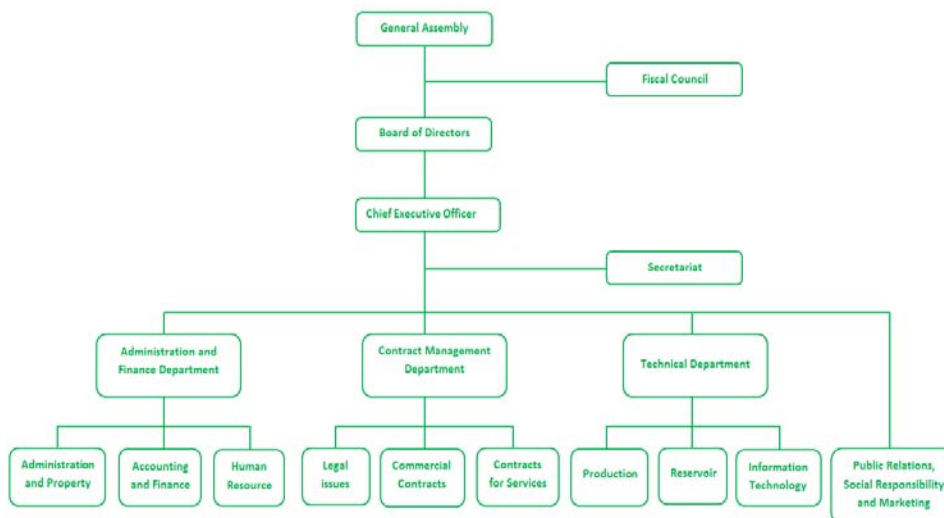 General Assembly
Fiscal Council
Board of Directors
Chief Executive Officer
Secretariat
Administration and
Finance Department
Contract Management
Department
Technical Department
Administration
and Property
Accounting
and Finance
Human
Resource
Legal
issues
Commercial
Contracts
Contracts
for Services
Production
Reservoir
Information
Technology
Public Relations,
Social Responsibility
and Marketing